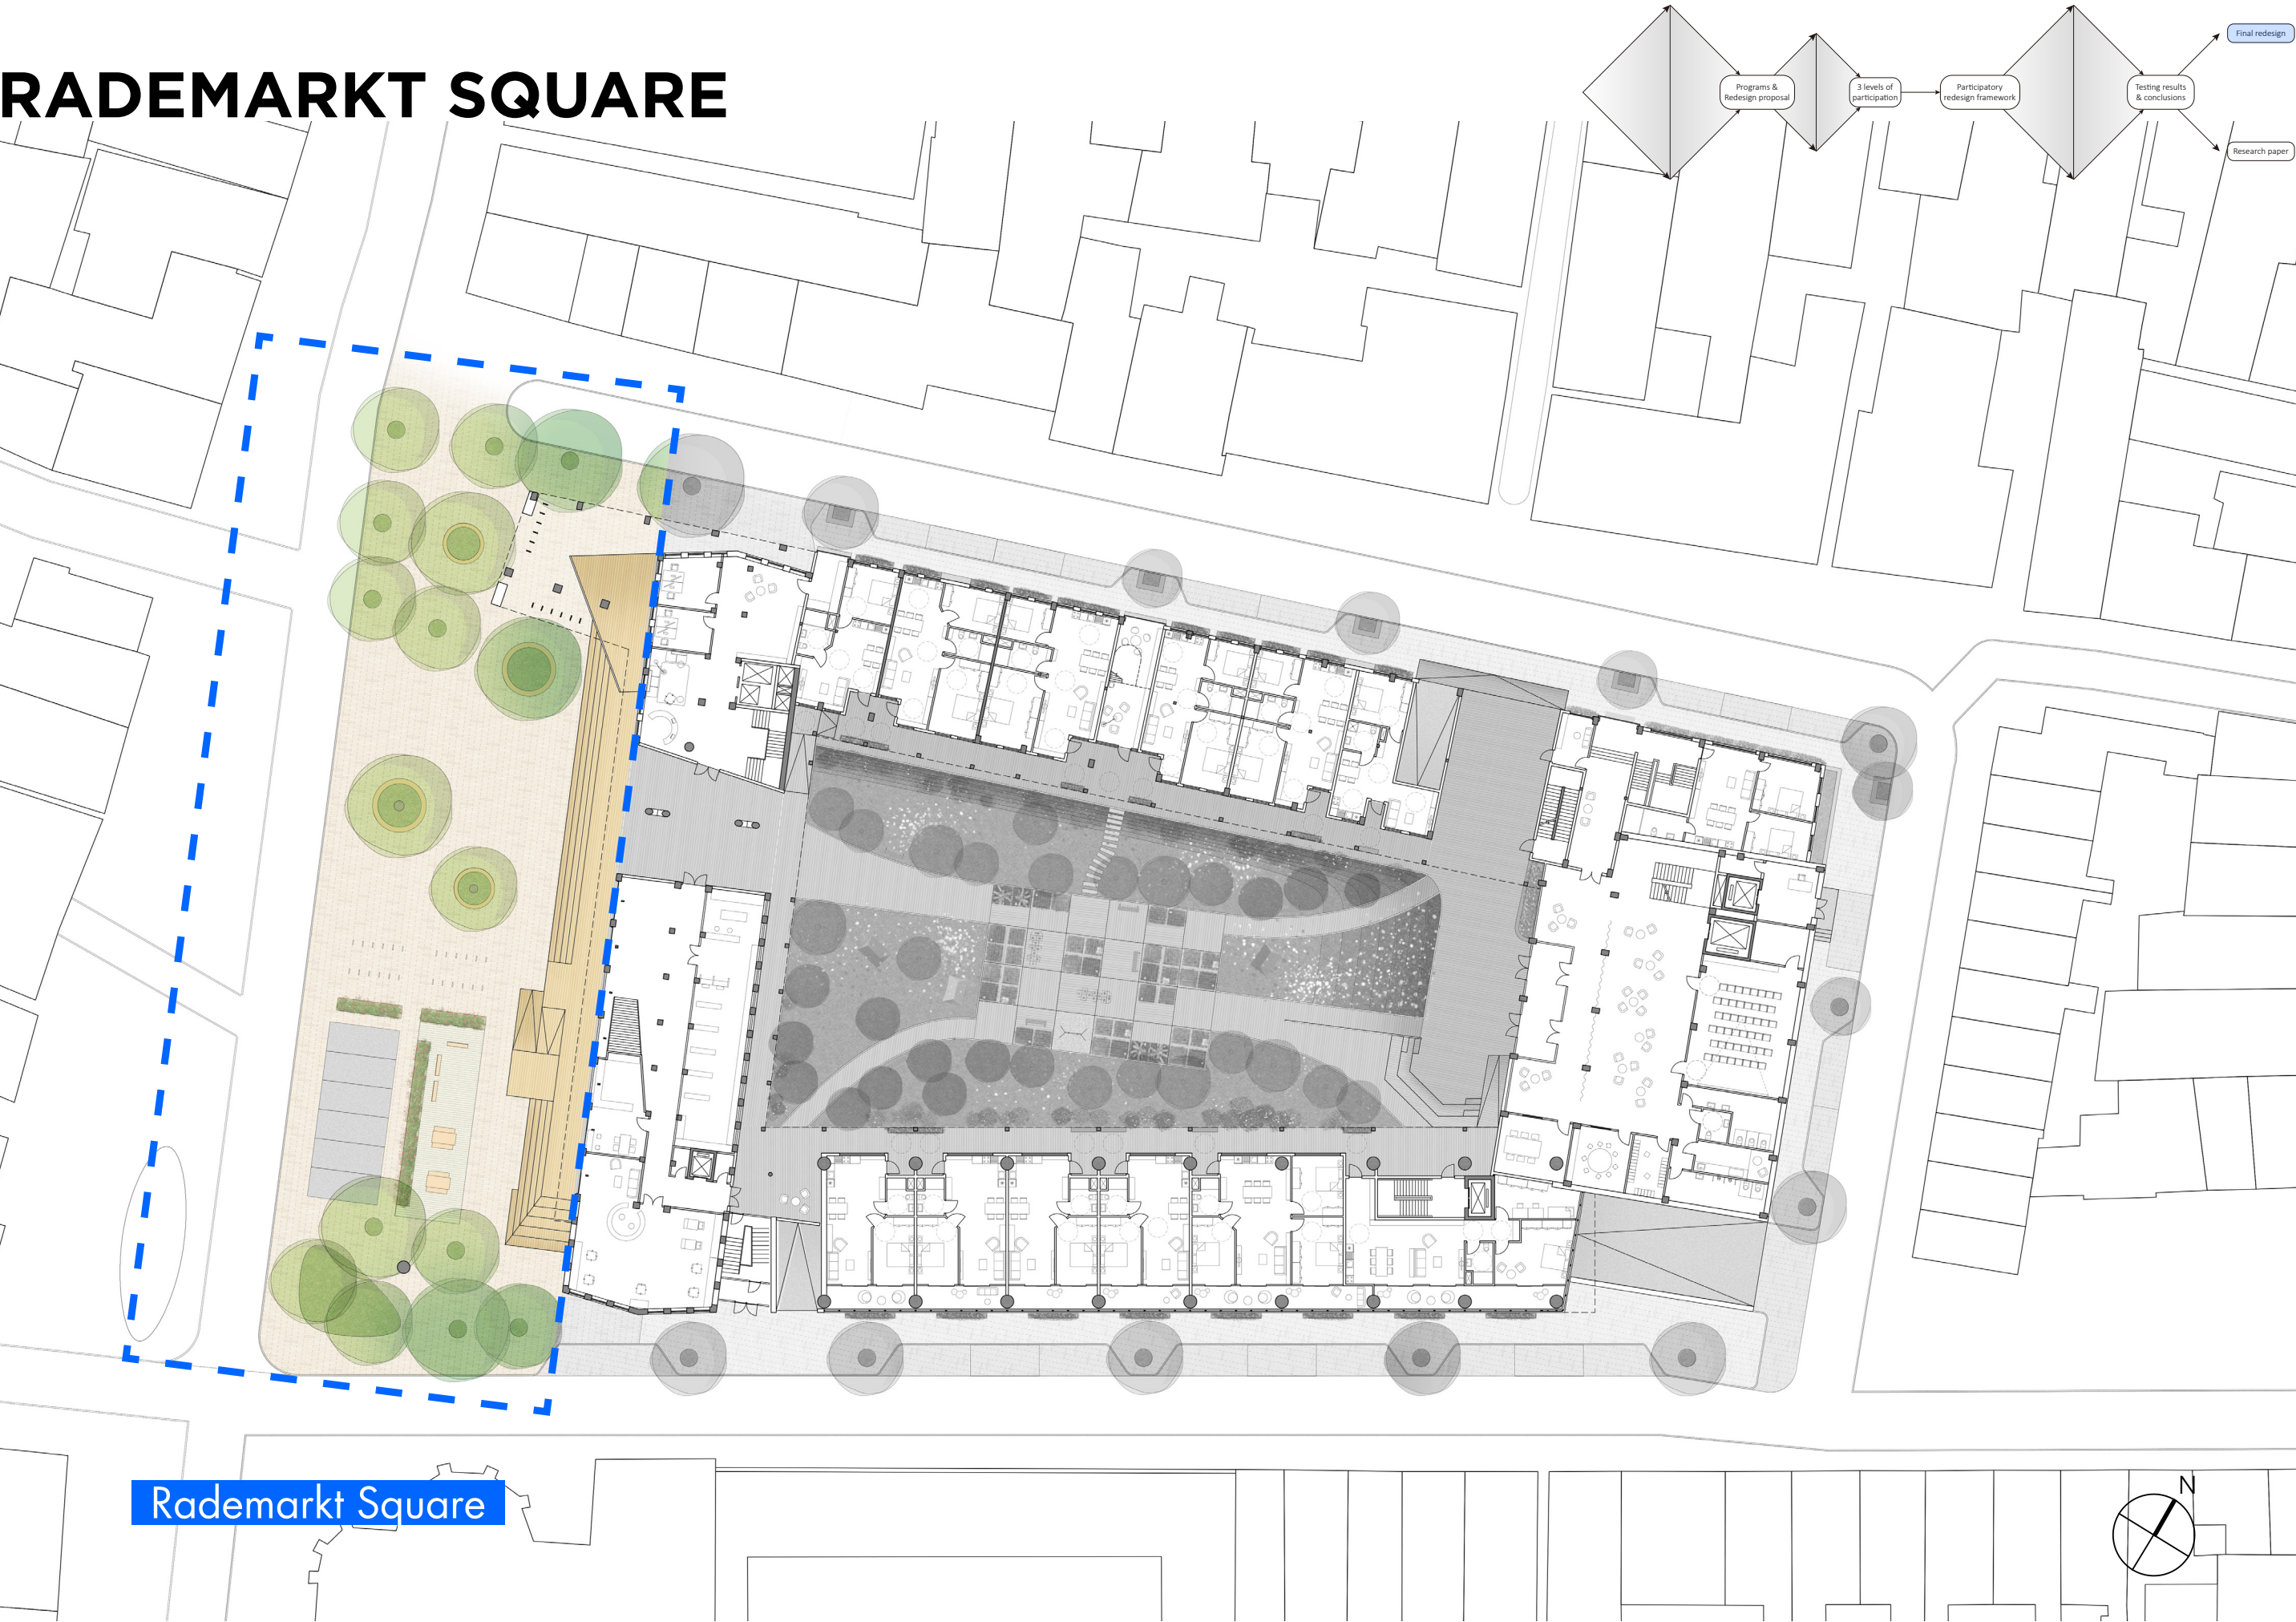 RADEMARKT SQUARE
Programs &
Redesign proposal
3 levels of
participation
Participatory
redesign framework
Testing results
& conclusions
Final redesign
Research paper
Rademarkt Square
N